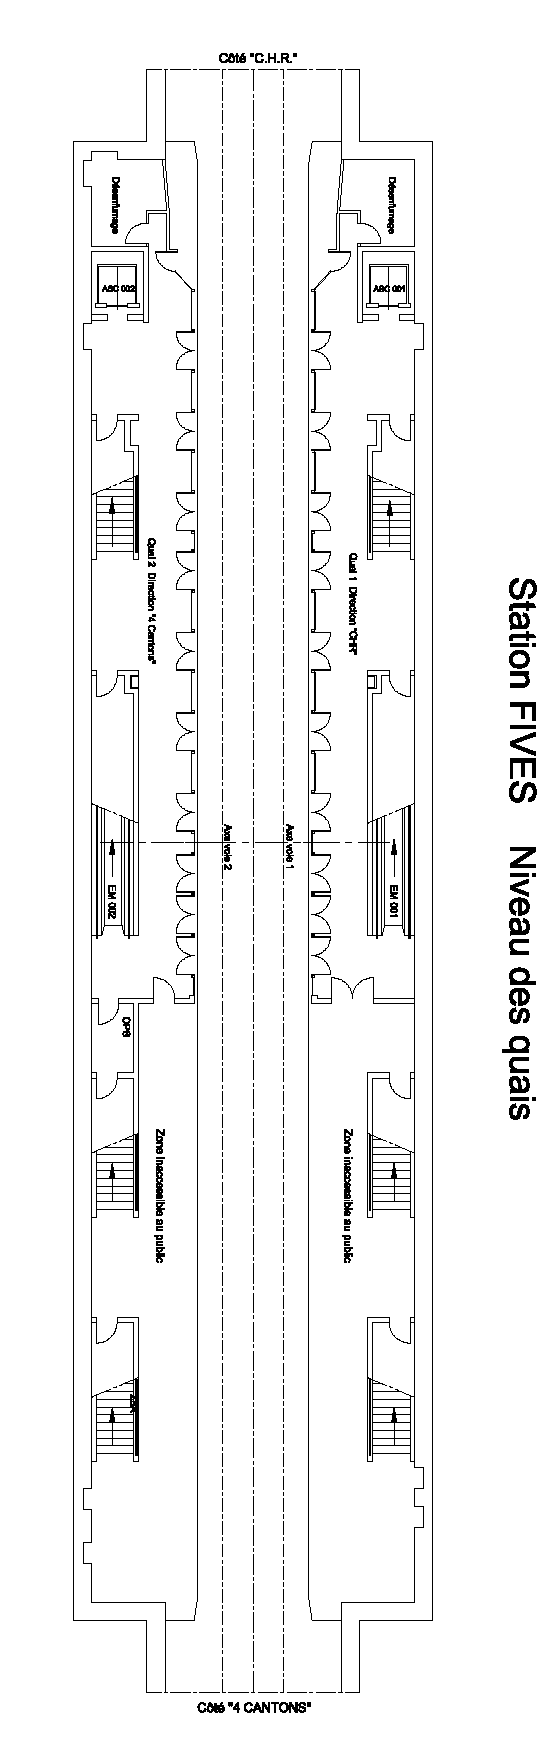 Côté "C.H.R."
Désenfumage
Désenfumage
ASC 002
ASC 001
Quai 2 Direction "4 Cantons"
Quai 1 Direction "CHR"
Station FIVES Niveau des quais
Axe voie 2
Axe voie 1
EM 002
EM 001
OPS
Zone inaccessible au public
Zone inaccessible au public
Côté "4 CANTONS"